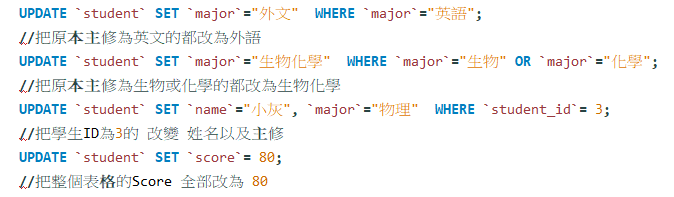 UPDATE `student` SET `major`="外文"  WHERE `major`="英語";
//把原本主修為英文的都改為外語
UPDATE `student` SET `major`="生物化學"  WHERE `major`="生物" OR `major`="化學";
//把原本主修為生物或化學的都改為生物化學
UPDATE `student` SET `name`="小灰", `major`="物理"  WHERE `student_id`= 3;
//把學生ID為3的 改變 姓名以及主修
UPDATE `student` SET `score`= 80;
//把整個表格的Score 全部改為 80